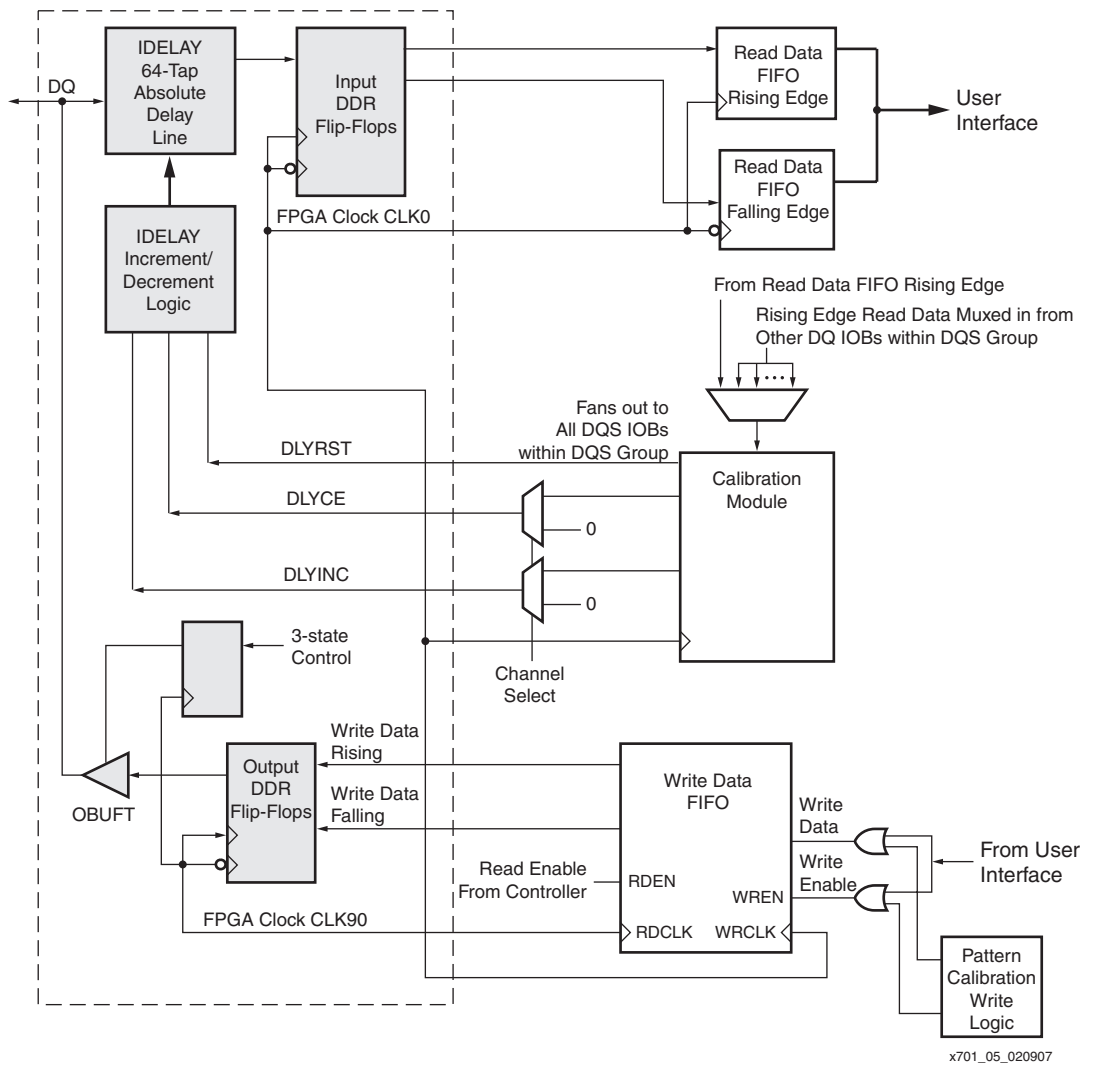 DQ
IDELAY
64-Tap
Absolute
Delay
Line
Input
DDR
Flip-Flops
Read Data
FIFO
Rising Edge
User
Interface
Read Data
FIFO
Falling Edge
FPGA Clock CLK0
IDELAY
Increment/
Decrement
Logic
From Read Data FIFO Rising Edge
Rising Edge Read Data Muxed in from
Other DQ IOBs within DQS Group
Fans out to
All DQS IOBs
within DQS Group
DLYRST
Calibration
Module
DLYCE
0
DLYINC
0
3-state
Control
Channel
Select
Write Data
Rising
Output
DDR
Flip-Flops
OBUFT
Write Data
Falling
Write Data
FIFO
Write
Data
Write
Enable
From User
Interface
Read Enable
From Controller
RDEN
WREN
FPGA Clock CLK90
RDCLK
WRCLK
Pattern
Calibration
Write
Logic
x701_05_020907